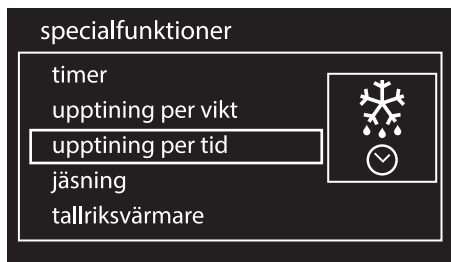 specialfunktioner
timer
upptining per vikt
upptining per tid
jäsning
tallriksvärmare